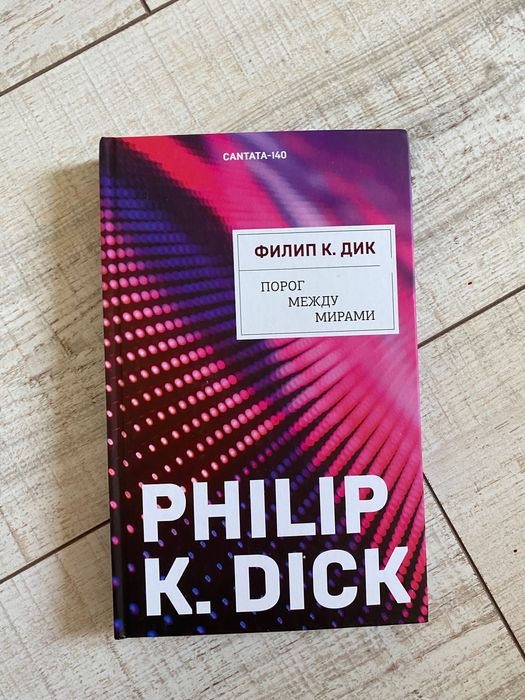 CANTATA-140
ФИЛИП К. ДИК
ПОРОГ
МЕЖДУ
МИРАМИ
PHILIP
K. DICK